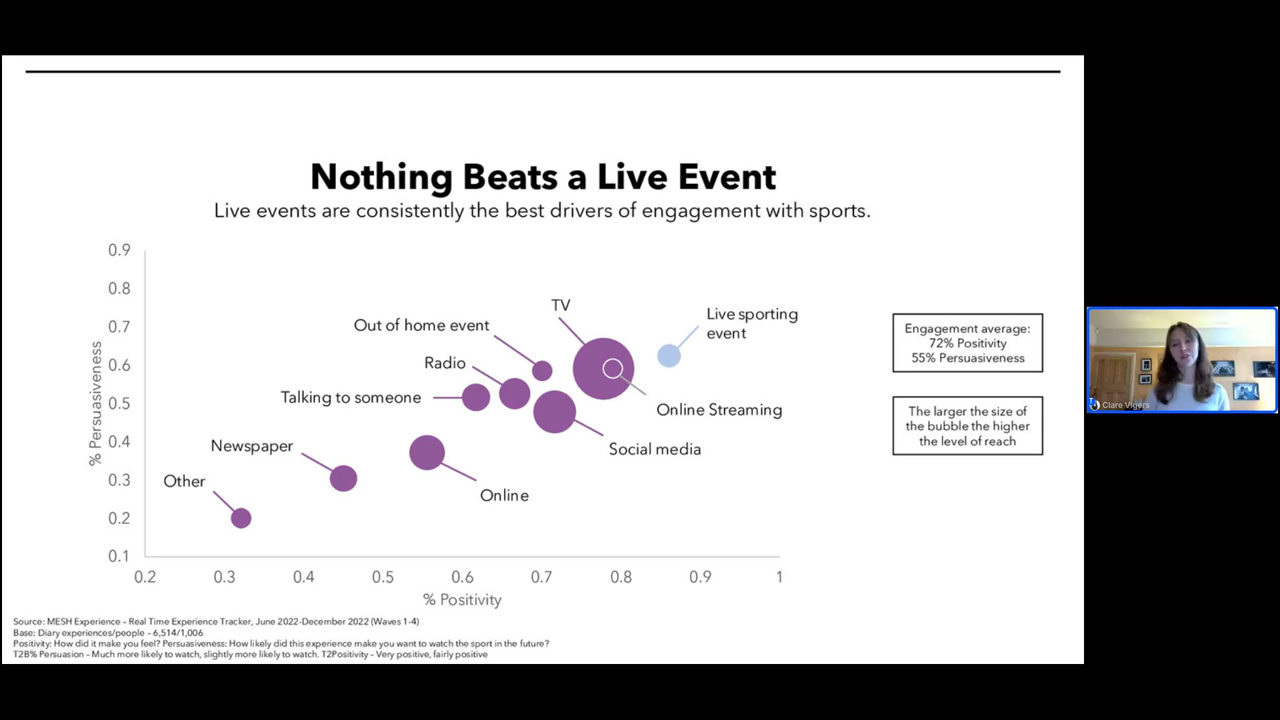 Nothing Beats a Live Event
Live events are consistently the best drivers of engagement with sports.
0.9
0.8
0.7
0.6
0.5
0.4
0.3
0.2
0.1
% Persuasiveness
0.2
0.3
0.4
0.5
0.6
0.7
0.8
0.9
1
% Positivity
TV
Live sporting
event
Out of home event
Radio
Talking to someone
Online Streaming
Newspaper
Social media
Other
Online
Engagement average:
72% Positivity
55% Persuasiveness
The larger the size of
the bubble the higher
the level of reach
Source: MESH Experience – Real Time Experience Tracker, June 2022-December 2022 (Waves 1-4)
Base: Diary experiences/people – 6,514/1,006
Positivity: How did it make you feel? Persuasiveness: How likely did this experience make you want to watch the sport in the future?
T2B% Persuasion – Much more likely to watch, slightly more likely to watch. T2Positivity – Very positive, fairly positive
Clare Vigers